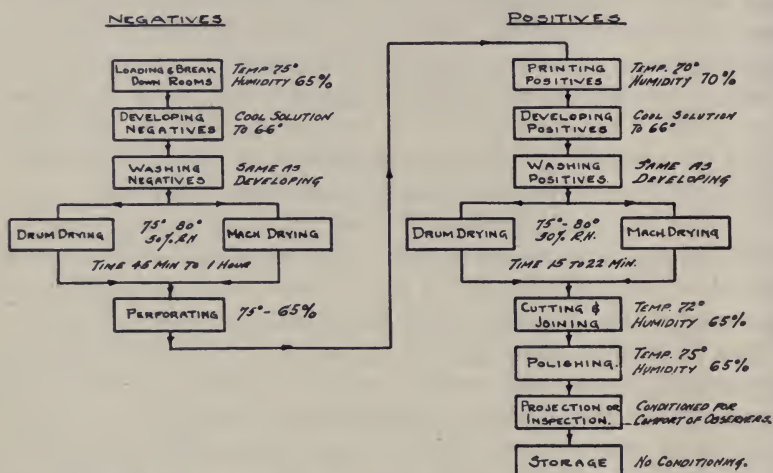 NEGATIVES
LOADING & BREAK
DOWN ROOMS
TEMP 75°
HUMIDITY 65%
DEVELOPING
NEGATIVES
COOL SOLUTION
TO 66°
WASHING
NEGATIVES
SAME AS
DEVELOPING
DRUM DRYING
75° 80°
50% RH
MACH DRYING
TIME 45 MIN TO 1 HOUR
PERFORATING
75° - 65%
POSITIVES
PRINTING
POSITIVES
TEMP. 70°
HUMIDITY 70%
DEVELOPING
POSITIVES
COOL SOLUTION
TO 66°
WASHING
POSITIVES.
SAME AS
DEVELOPING
DRUM DRYING
75° - 80°
50% R.H.
MACH DRYING
TIME 15 TO 22 MIN.
CUTTING &
JOINING
TEMP. 72°
HUMIDITY 65%
POLISHING.
TEMP. 75°
HUMIDITY 65%
PROJECTION OR
INSPECTION.
CONDITIONED FOR
COMFORT OF OBSERVERS.
STORAGE
NO CONDITIONING.